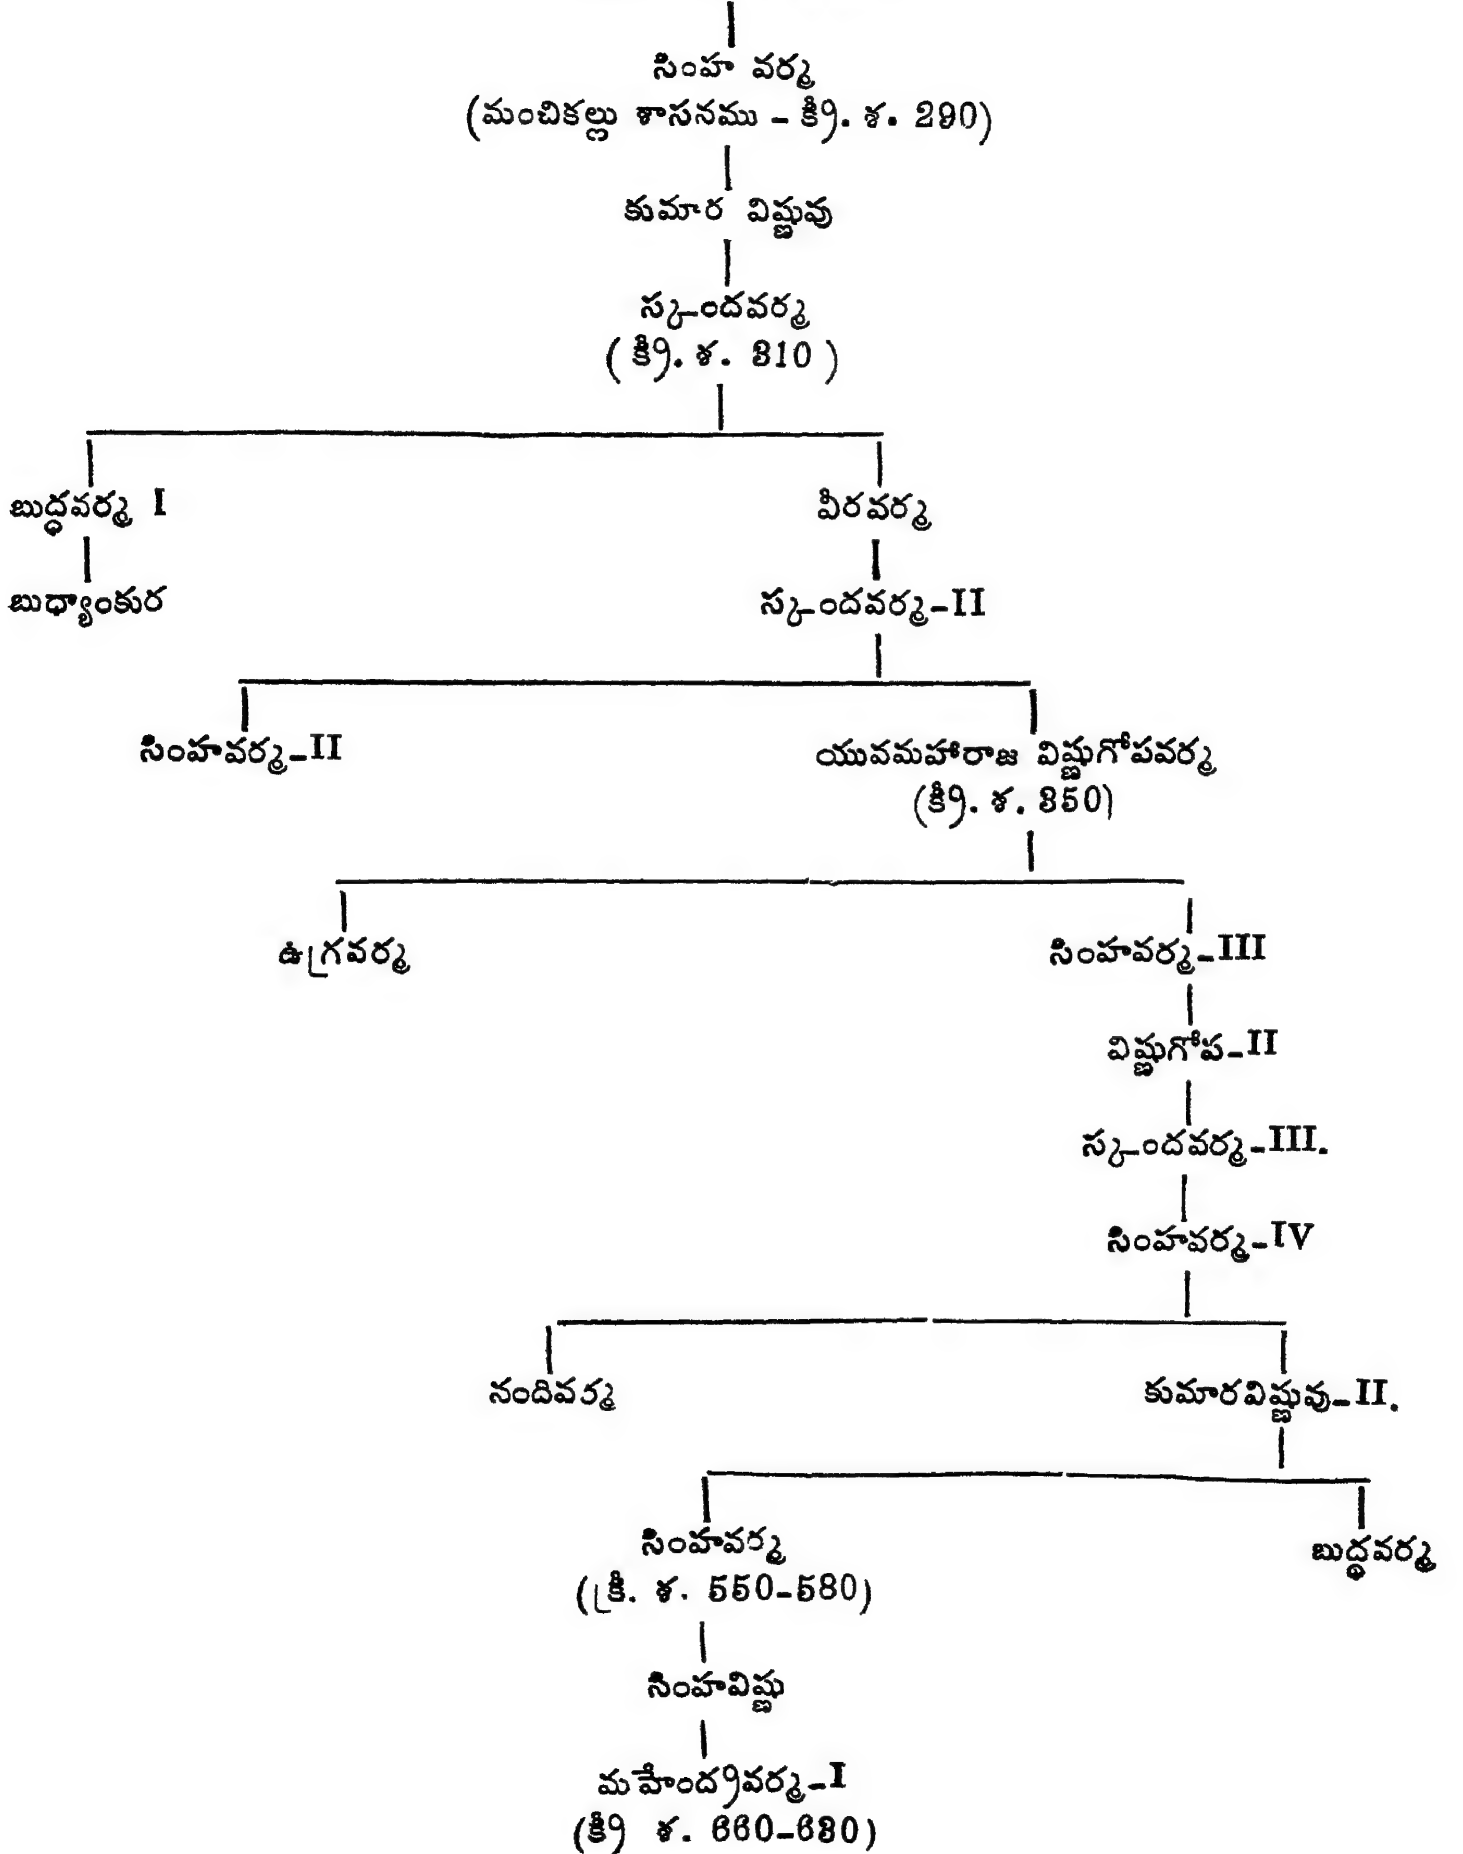 సింహ వర్మ
(మంచికల్లు శాసనము - క్రీ. శ. 290)
కుమార విష్ణువు
స్కందవర్మ
(క్రీ. శ. 310)
బుద్ధవర్మ I
వీరవర్మ
బుధ్యాంకుర
స్కందవర్మ-II
సింహవర్మ-II
యువమహారాజ విష్ణుగోపవర్మ
(క్రీ. శ. 350)
ఉగ్రవర్మ
సింహవర్మ-III
విష్ణుగోప-II
స్కందవర్మ-III.
సింహవర్మ-IV
నందివర్మ
కుమారవిష్ణువు-II.
సింహవర్మ
బుద్ధవర్మ
(క్రీ. శ. 550-580)
సింహవిష్ణు
మహేంద్రవర్మ-I
(క్రీ శ. 660-680)